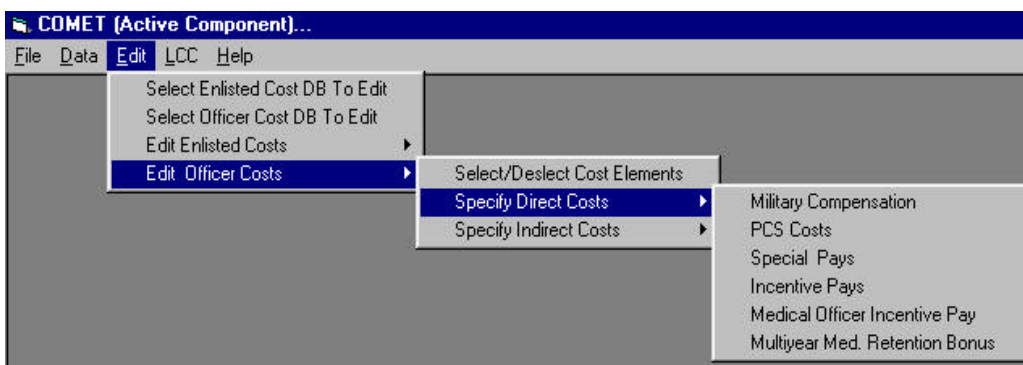 COMET (Active Component)...
File Data Edit LCC Help
Select Enlisted Cost DB To Edit
Select Officer Cost DB To Edit
Edit Enlisted Costs
Edit Officer Costs
Select/Deslect Cost Elements
Specify Direct Costs
Specify Indirect Costs
Military Compensation
PCS Costs
Special Pays
Incentive Pays
Medical Officer Incentive Pay
Multiyear Med. Retention Bonus